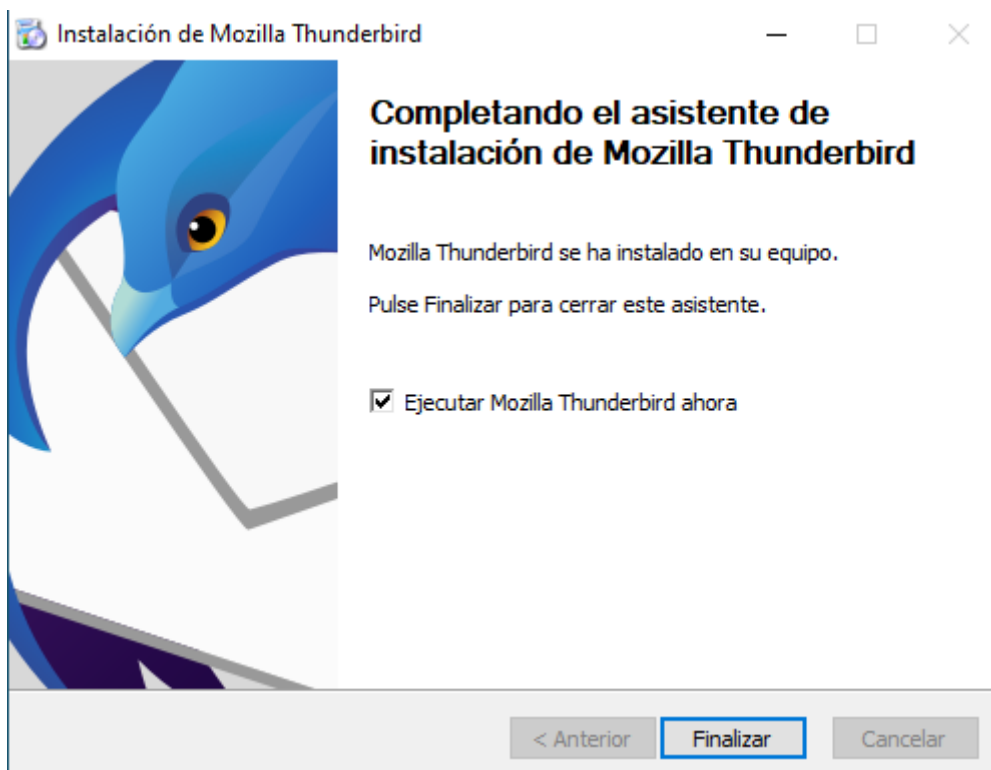 Instalación de Mozilla Thunderbird
Completando el asistente de
instalación de Mozilla Thunderbird
Mozilla Thunderbird se ha instalado en su equipo.
Pulse Finalizar para cerrar este asistente.
Ejecutar Mozilla Thunderbird ahora
< Anterior Finalizar Cancelar